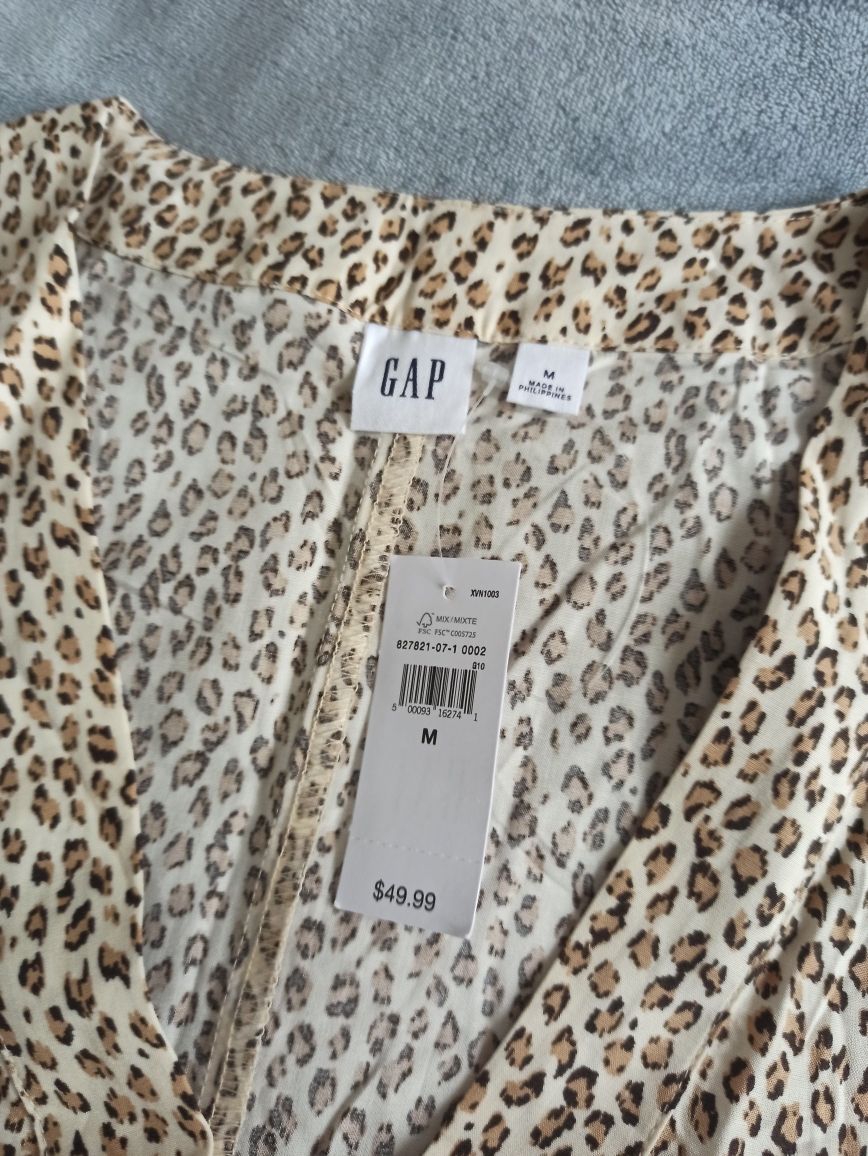 GAP
M
MADE IN
PHILIPPINES
XVN1003
MIX/MIXTE
FSC FSC™ C005725
827821-07-1 0002
G10
5 00093 16274 1
M
$49.99